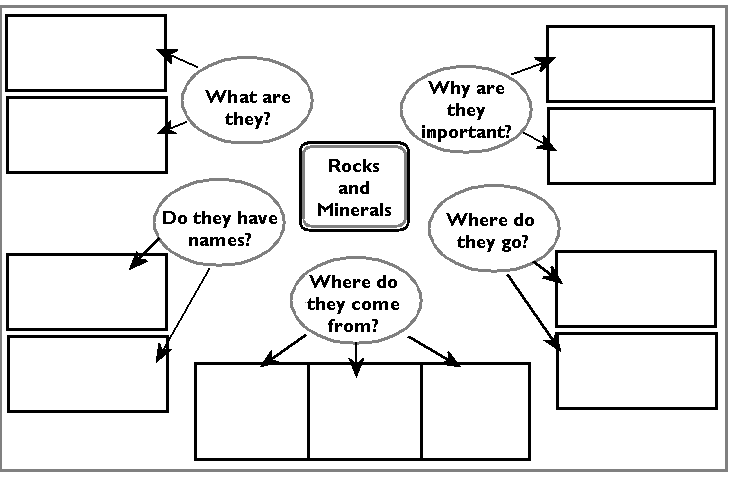 What are
they?
Why are
they
important?
Rocks
and
Minerals
Do they have
names?
Where do
they go?
Where do
they come
from?